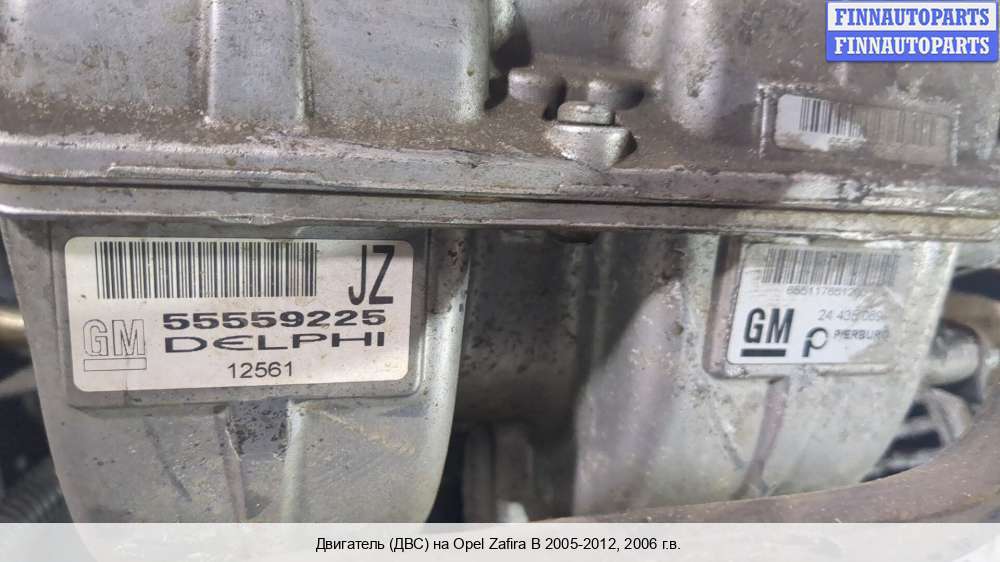 FINNAUTOPARTS
FINNAUTOPARTS
JZ
55559225
GM
DELPHI
12561
GM
PIERBURG
Двигатель (ДВС) на Opel Zafira B 2005-2012, 2006 г.в.